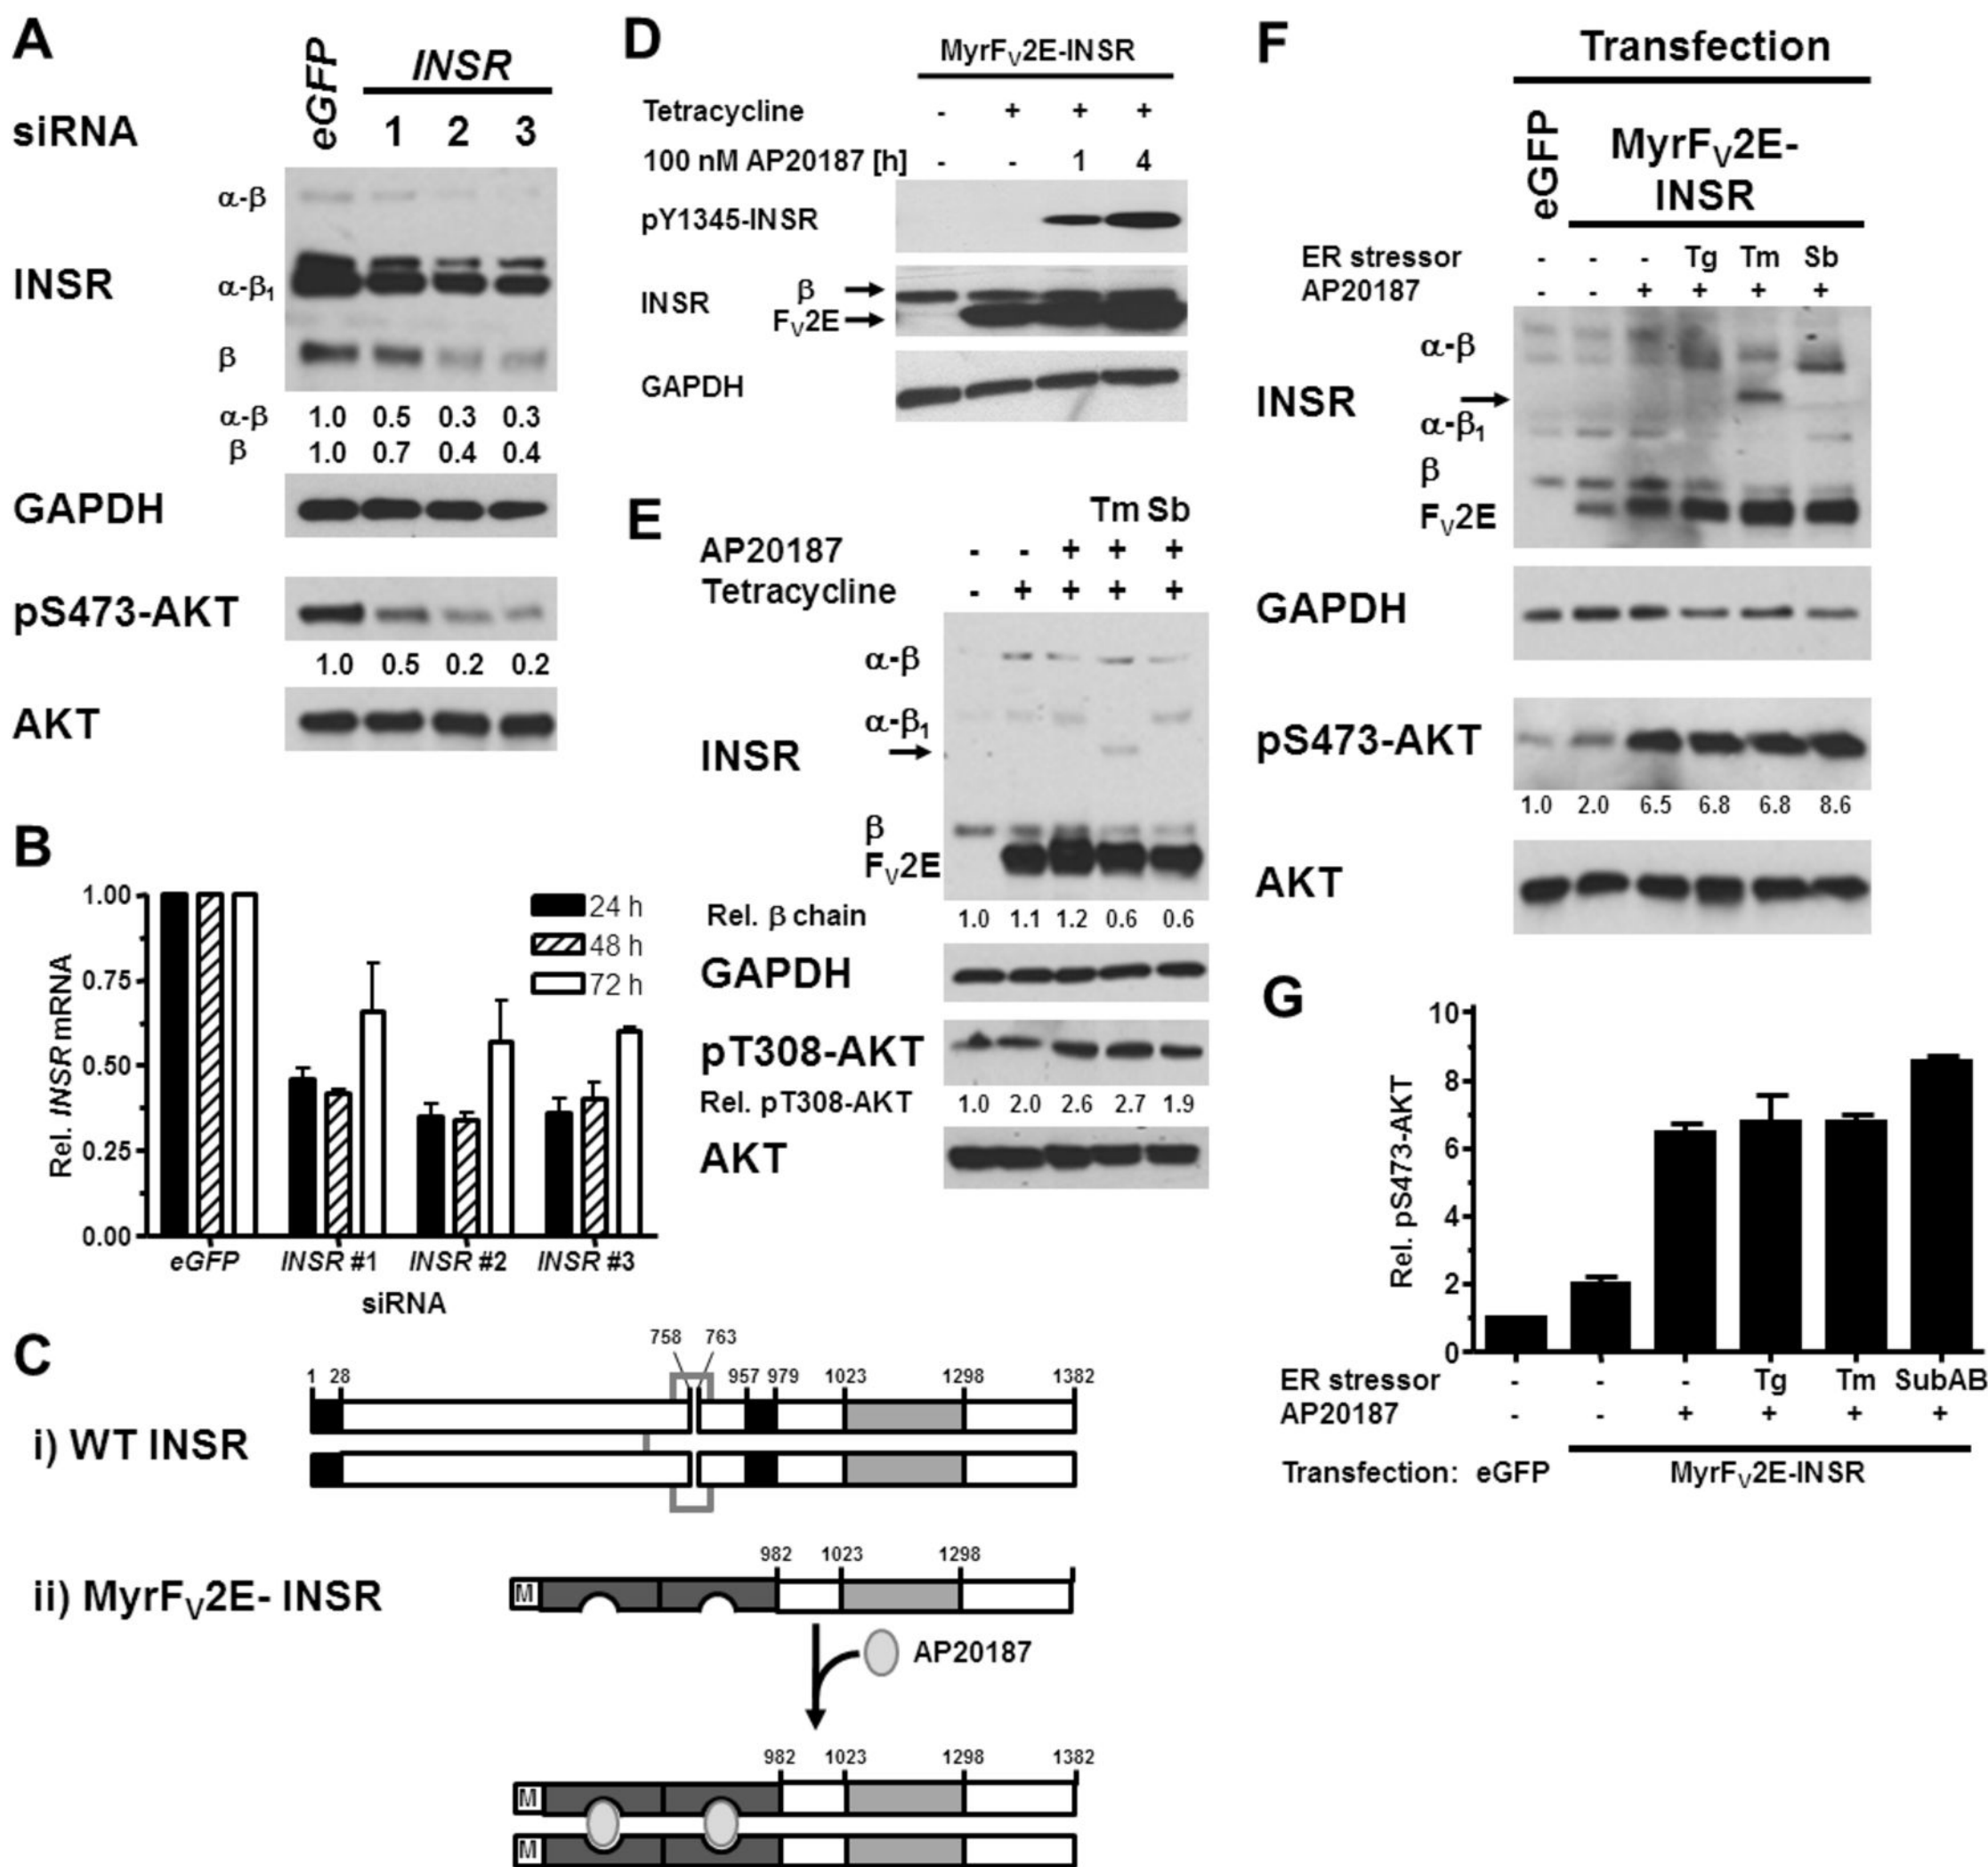 A
eGFP
INSR
siRNA 1 2 3
α-β
INSR α-β1
β
α-β 1.0 0.5 0.3 0.3
β 1.0 0.7 0.4 0.4
GAPDH
pS473-AKT
1.0 0.5 0.2 0.2
AKT
B
Rel. INSR mRNA
1.00
0.75
0.50
0.25
0.00
24 h
48 h
72 h
eGFP INSR #1 INSR #2 INSR #3
siRNA
C
758 763
1 28 957 979 1023 1298 1382
i) WT INSR
982 1023 1298
ii) MyrFV2E- INSR
M
AP20187
982 1023 1298 1382
M
M
D
MyrFV2E-INSR
Tetracycline - + + +
100 nM AP20187 [h] - - 1 4
pY1345-INSR
INSR
β
FV2E
GAPDH
E
Tm Sb
AP20187 - - + + +
Tetracycline - + + + +
α-β
α-β1
INSR
β
FV2E
Rel. β chain 1.0 1.1 1.2 0.6 0.6
GAPDH
pT308-AKT
Rel. pT308-AKT 1.0 2.0 2.6 2.7 1.9
AKT
F
Transfection
eGFP
MyrFV2E-
INSR
ER stressor - - - Tg Tm Sb
AP20187 - - + + + +
α-β
INSR
α-β1
β
FV2E
GAPDH
pS473-AKT
1.0 2.0 6.5 6.8 6.8 8.6
AKT
G
Rel. pS473-AKT
10
8
6
4
2
0
ER stressor - - - Tg Tm SubAB
AP20187 - - + + + +
Transfection: eGFP MyrFV2E-INSR